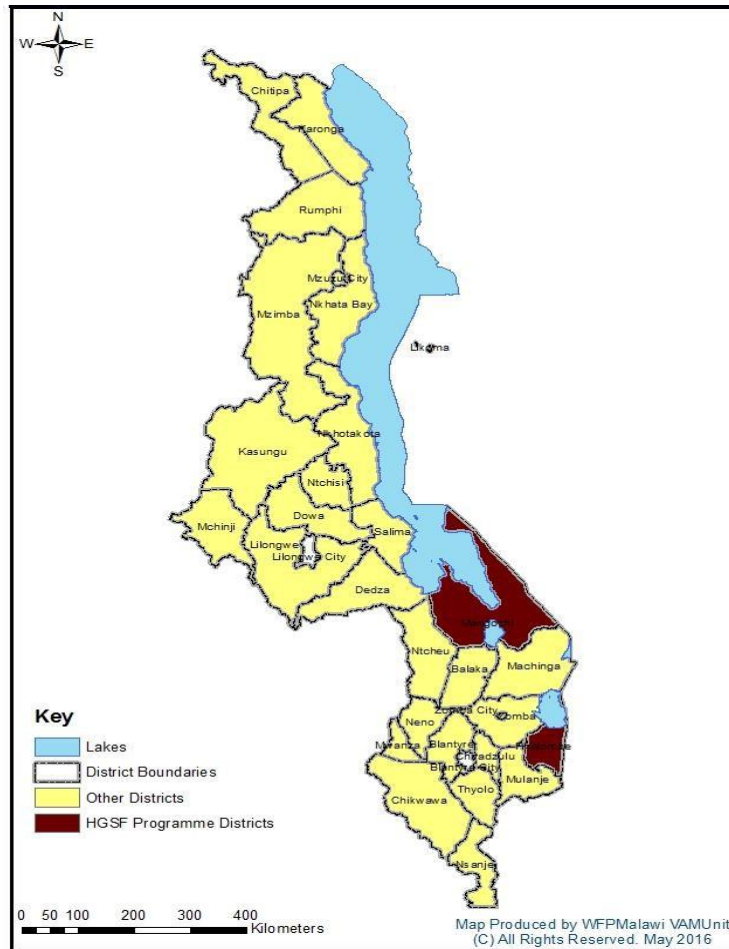 N
W E
S
Chitipa
Karonga
Rumphi
Mzuzu City
Nkhata Bay
Mzimba
Likoma
Nkhotakota
Kasungu
Ntchisi
Dowa
Mchinji
Salima
Lilongwe
Lilongwe City
Dedza
Mangochi
Ntcheu
Balaka
Machinga
Zomba City
Zomba
Neno
Mwanza
Blantyre
Chiradzulu
Blantyre City
Mulanje
Thyolo
Chikwawa
Nsanje
Key
Lakes
District Boundaries
Other Districts
HGSF Programme Districts
0 50 100 200 300 400
Kilometers
Map Produced by WFPMalawi VAMUnit
(C) All Rights Reserved. May 2016